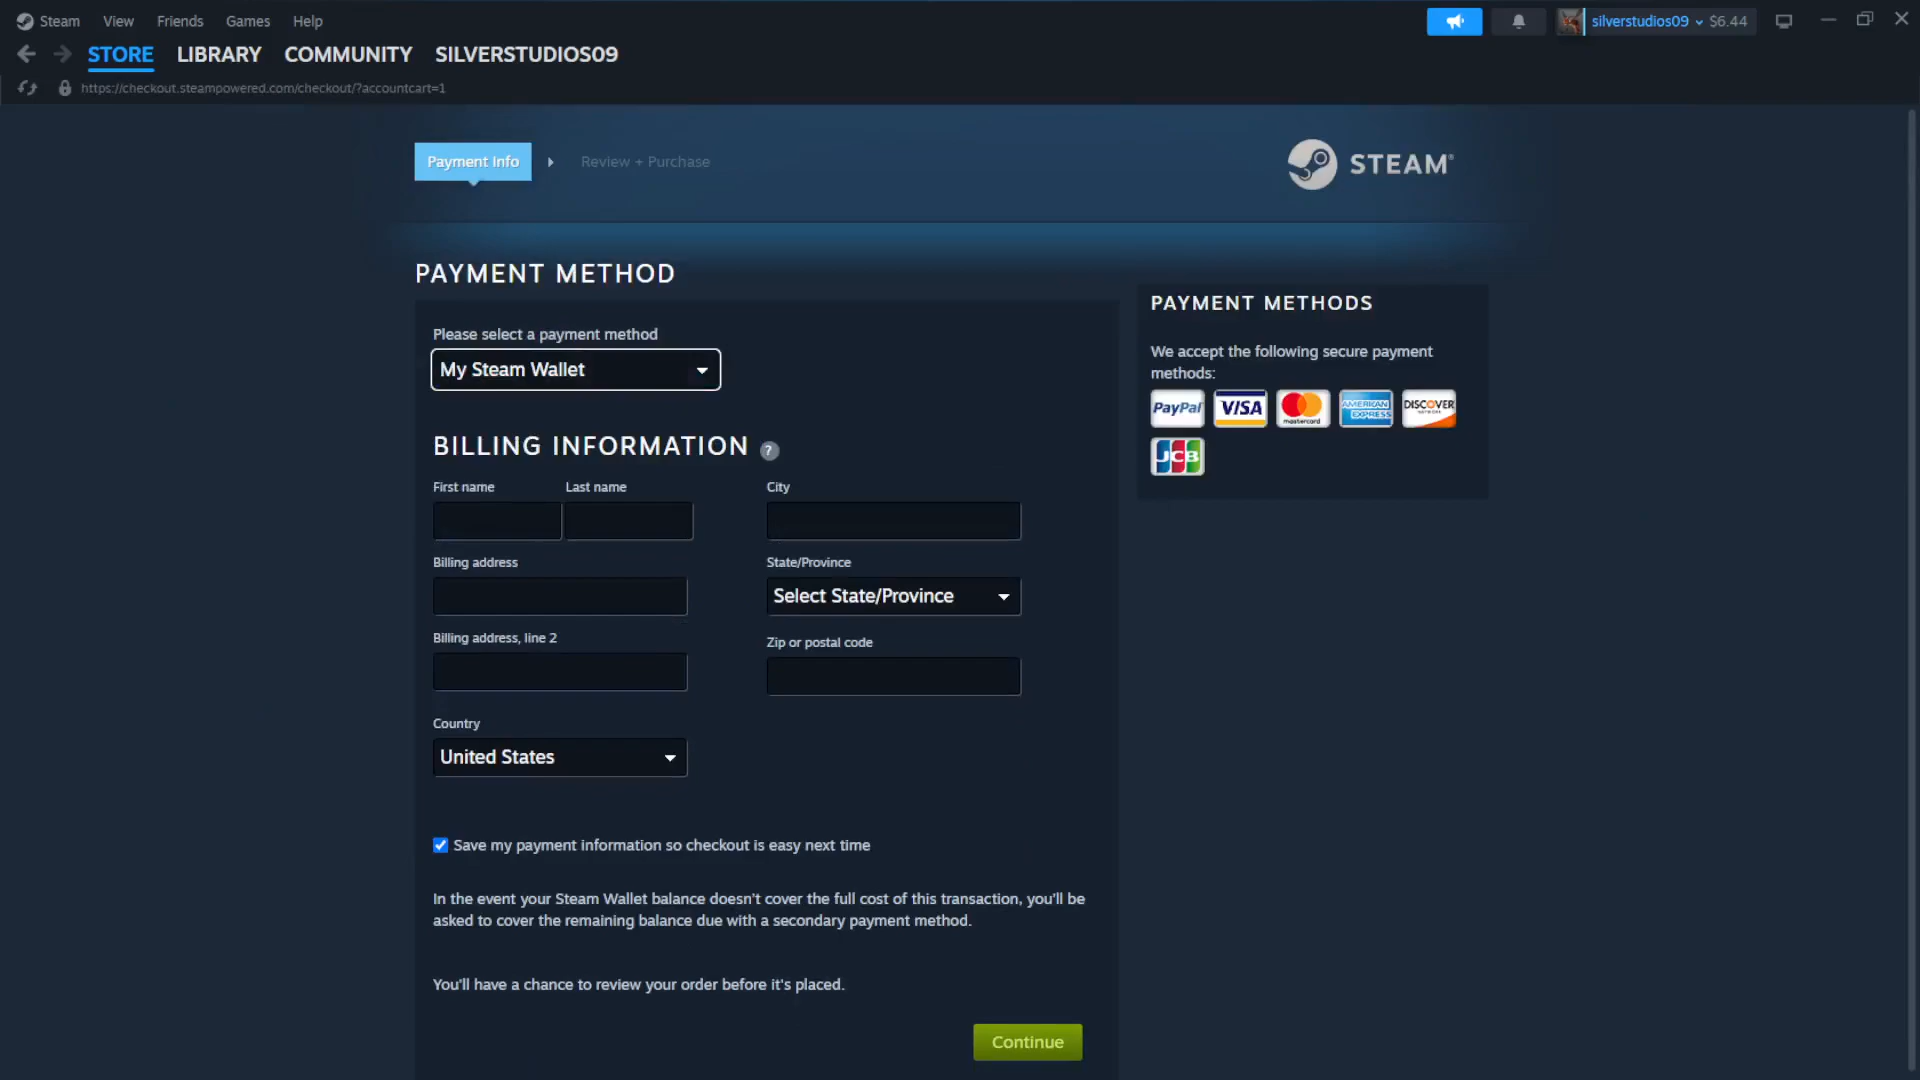 Steam View Friends Games Help
silverstudios09 $6.44
STORE LIBRARY COMMUNITY SILVERSTUDIOS09
https://checkout.steampowered.com/checkout/?accountcart=1
Payment Info Review + Purchase
STEAM®
PAYMENT METHOD
Please select a payment method
My Steam Wallet
BILLING INFORMATION ?
First name Last name City
Billing address State/Province
Select State/Province
Billing address, line 2 Zip or postal code
Country
United States
Save my payment information so checkout is easy next time
In the event your Steam Wallet balance doesn't cover the full cost of this transaction, you'll be
asked to cover the remaining balance due with a secondary payment method.
You'll have a chance to review your order before it's placed.
Continue
PAYMENT METHODS
We accept the following secure payment
methods:
PayPal VISA mastercard AMERICAN EXPRESS DISCOVER NETWORK
JCB